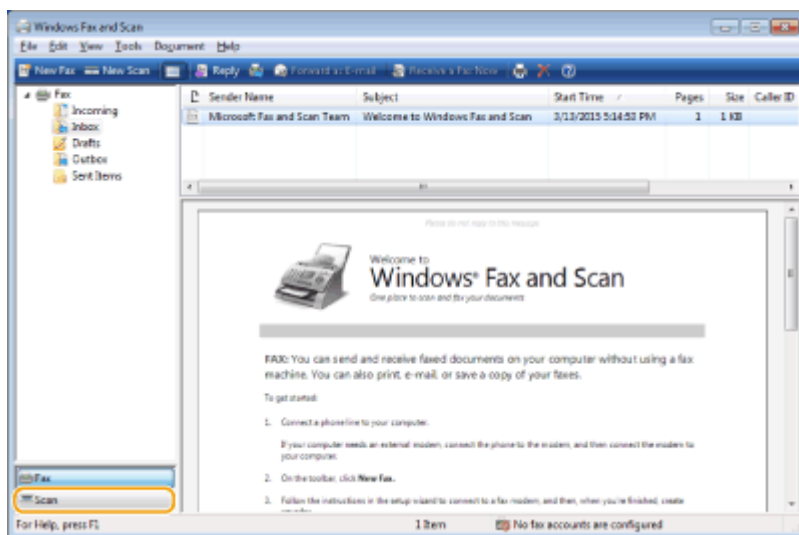 Windows Fax and Scan
File Edit View Tools Document Help
New Fax New Scan Reply Forward as E-mail Receive a Fax Now
Fax
Incoming
Inbox
Drafts
Outbox
Sent Items
Sender Name Subject Start Time Pages Size Caller ID
Microsoft Fax and Scan Team Welcome to Windows Fax and Scan 3/13/2015 5:14:53 PM 1 1 KB
Please do not reply to this message.
Welcome to
Windows® Fax and Scan
One place to scan and fax your documents
FAX: You can send and receive faxed documents on your computer without using a fax
machine. You can also print, e-mail, or save a copy of your faxes.
To get started:
1. Connect a phone line to your computer.
If your computer needs an external modem, connect the phone to the modem, and then connect the modem to
your computer.
2. On the toolbar, click New Fax.
3. Follow the instructions in the setup wizard to connect to a fax modem, and then, when you're finished, create
Fax
Scan
For Help, press F1 1 Item No fax accounts are configured